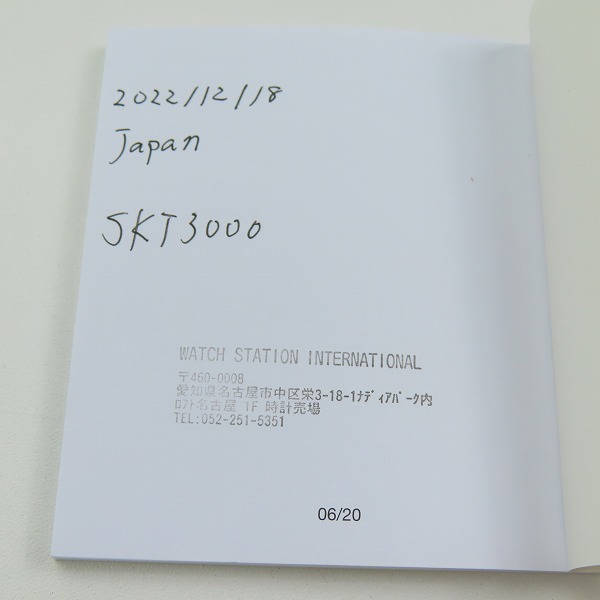 2022/12/18
Japan
SKT3000
WATCH STATION INTERNATIONAL
〒460-0008
愛知県名古屋市中区栄3-18-1ﾅﾃﾞｨｱﾊﾟｰｸ内
ﾛﾌﾄ名古屋 1F 時計売場
TEL:052-251-5351
06/20